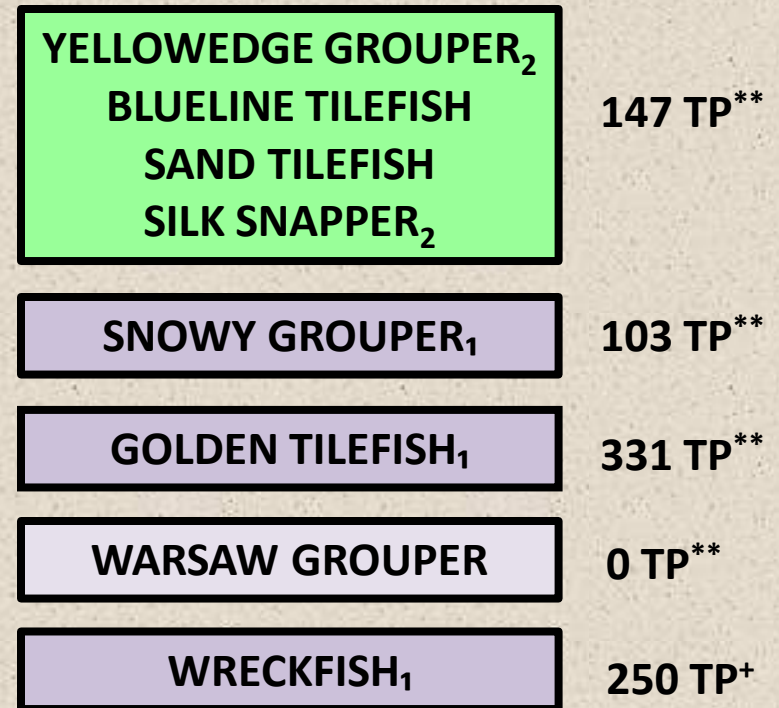 YELLOWEDGE GROUPER₂
BLUELINE TILEFISH
SAND TILEFISH
SILK SNAPPER₂
147 TP**
SNOWY GROUPER₁ 103 TP**
GOLDEN TILEFISH₁ 331 TP**
WARSAW GROUPER 0 TP**
WRECKFISH₁ 250 TP⁺